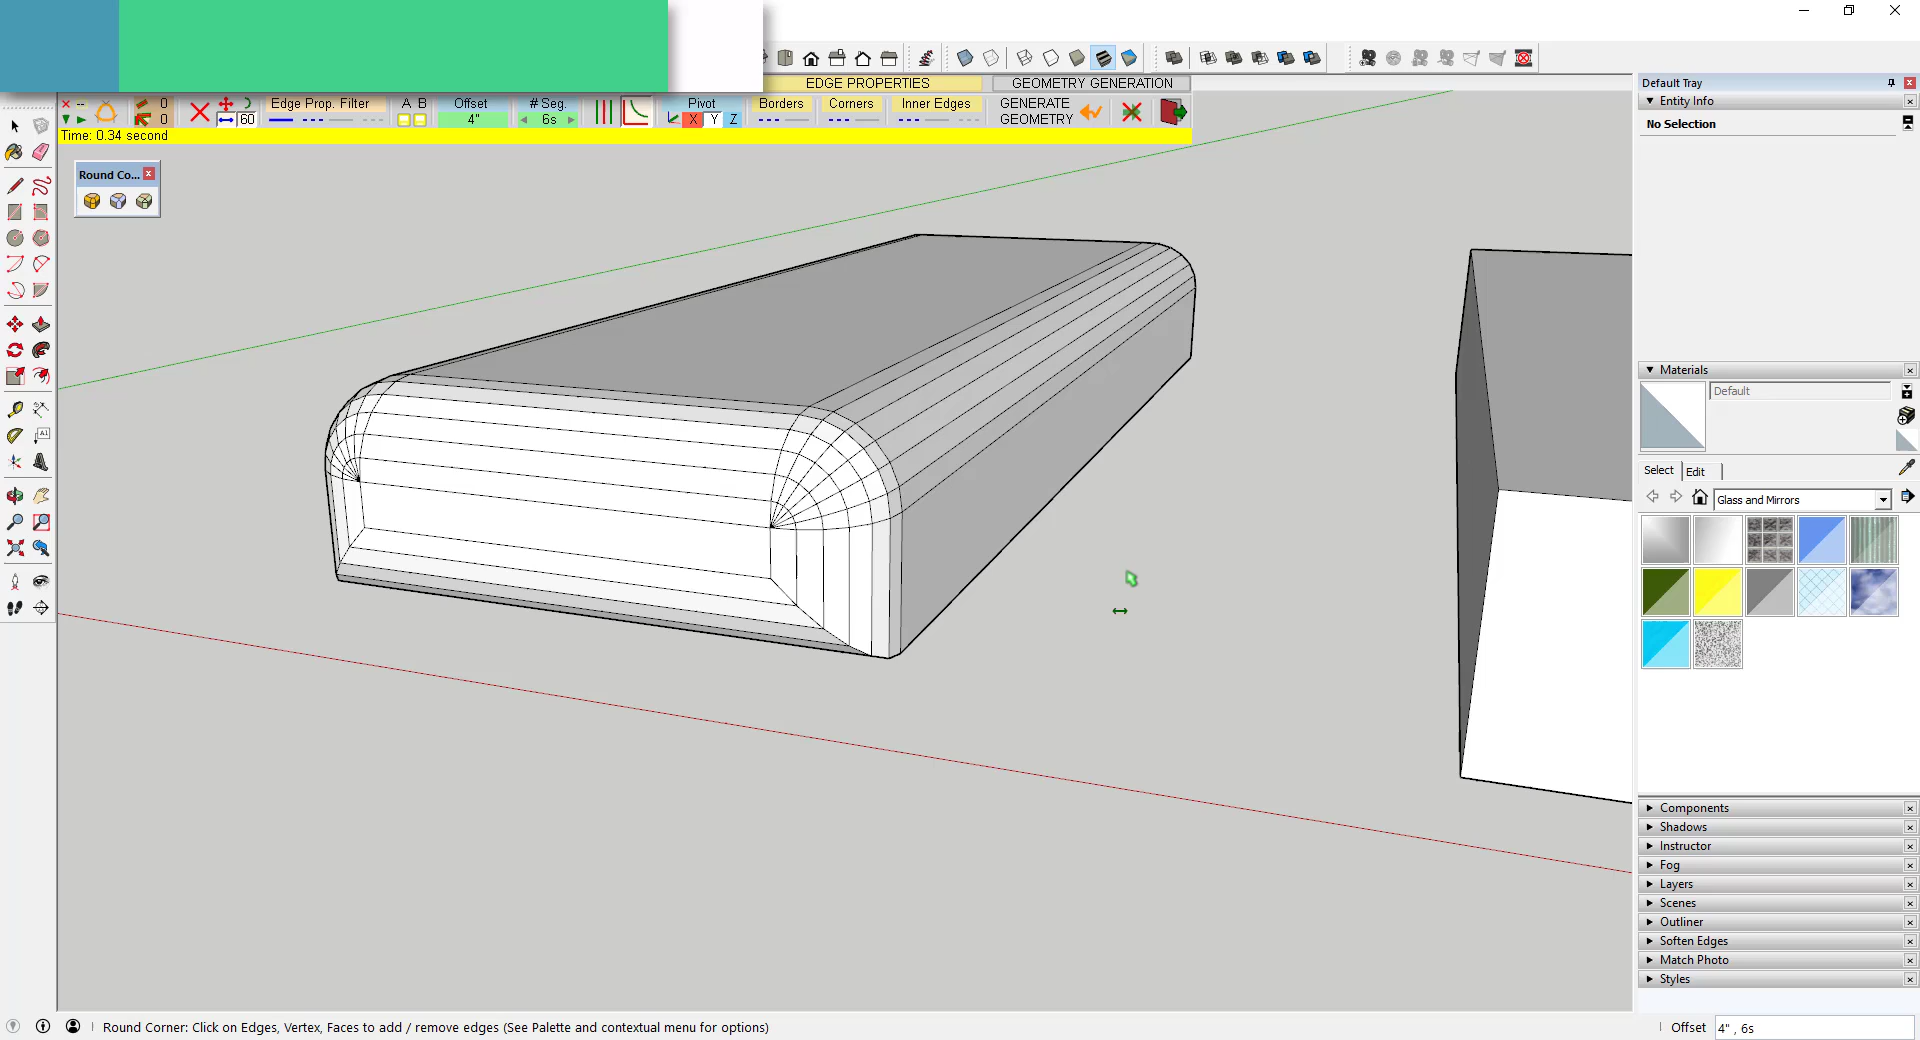 EDGE PROPERTIES
GEOMETRY GENERATION
0
0
60
Edge Prop. Filter
A B
Offset
4"
# Seg.
6s
Pivot
X Y Z
Borders
Corners
Inner Edges
GENERATE
GEOMETRY
Time: 0.34 second
Round Co...
A1
Default Tray
Entity Info
No Selection
Materials
Default
Select
Edit
Glass and Mirrors
Components
Shadows
Instructor
Fog
Layers
Scenes
Outliner
Soften Edges
Match Photo
Styles
Round Corner: Click on Edges, Vertex, Faces to add / remove edges (See Palette and contextual menu for options)
Offset
4" , 6s